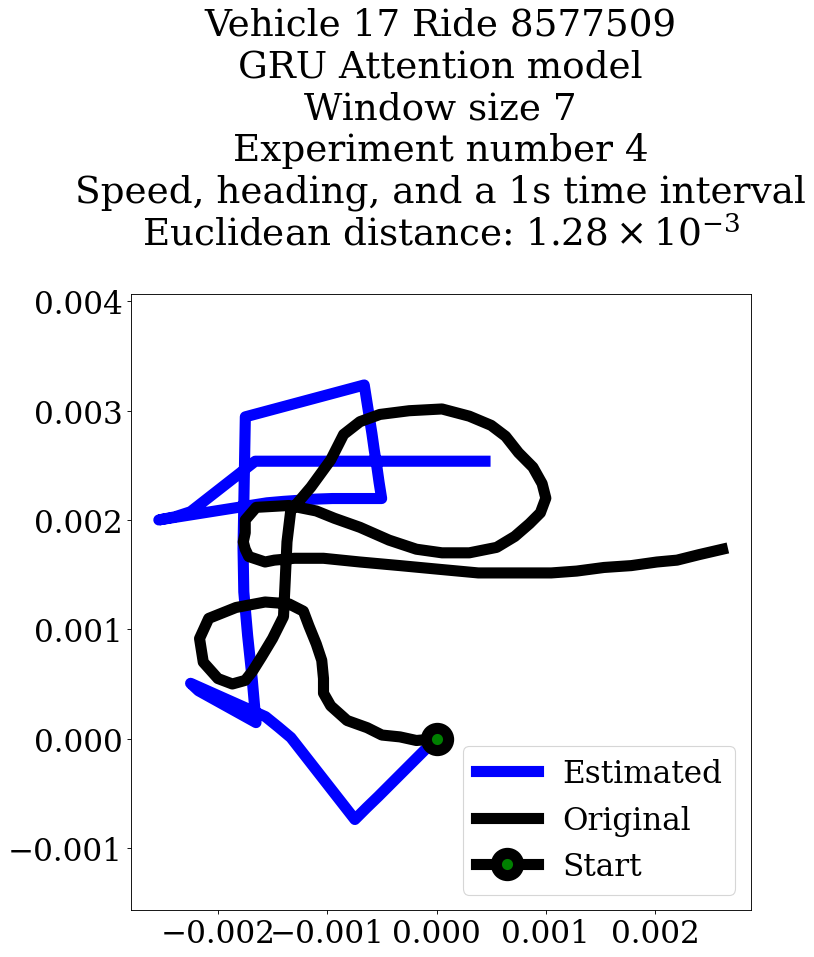 Vehicle 17 Ride 8577509
GRU Attention model
Window size 7
Experiment number 4
Speed, heading, and a 1s time interval
Euclidean distance: 1.28 × 10⁻³
0.004
0.003
0.002
0.001
0.000
−0.001
Estimated
Original
Start
−0.002 −0.001 0.000 0.001 0.002